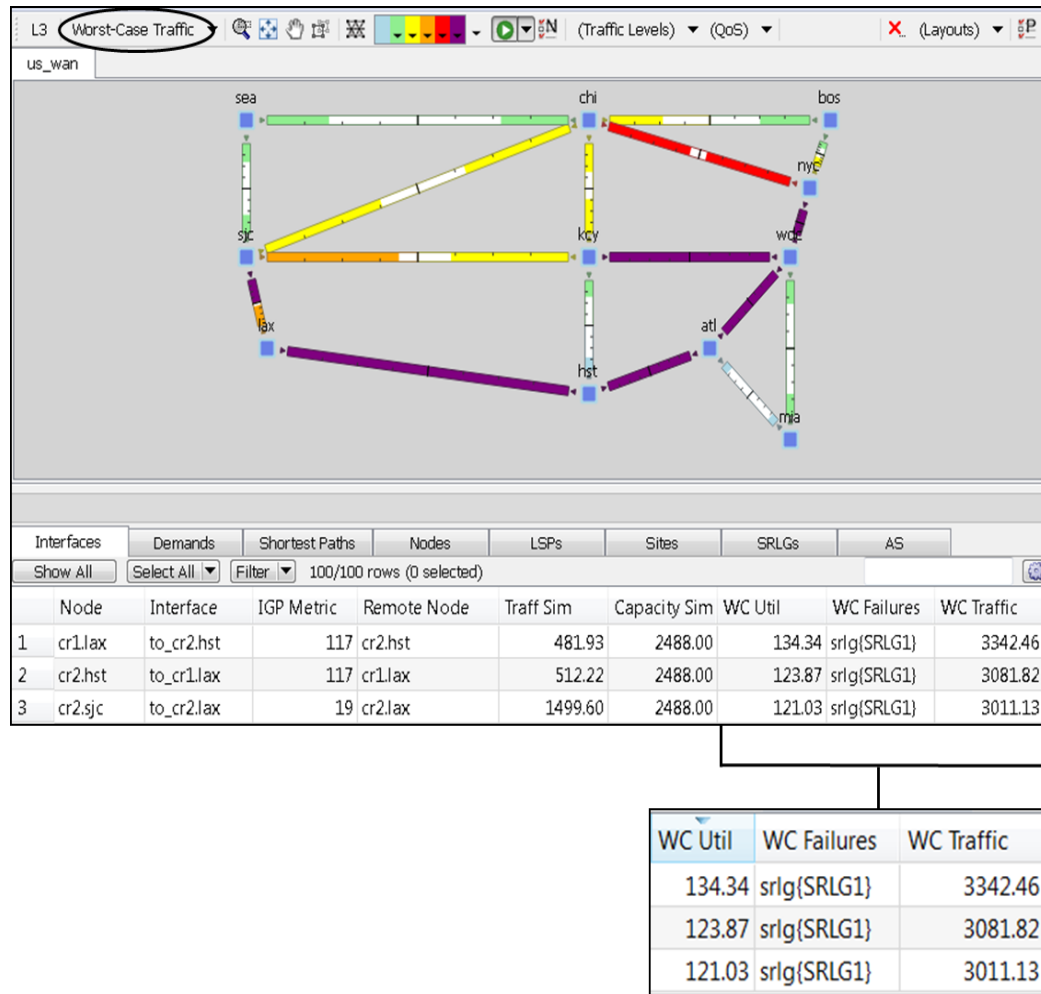 L3 Worst-Case Traffic (Traffic Levels) (QoS) (Layouts)
us_wan
sea chi bos
nyc
sjc kcy wdc
lax atl
hst
mia
Interfaces Demands Shortest Paths Nodes LSPs Sites SRLGs AS
Show All Select All Filter 100/100 rows (0 selected)
Node Interface IGP Metric Remote Node Traff Sim Capacity Sim WC Util WC Failures WC Traffic
1 cr1.lax to_cr2.hst 117 cr2.hst 481.93 2488.00 134.34 srlg{SRLG1} 3342.46
2 cr2.hst to_cr1.lax 117 cr1.lax 512.22 2488.00 123.87 srlg{SRLG1} 3081.82
3 cr2.sjc to_cr2.lax 19 cr2.lax 1499.60 2488.00 121.03 srlg{SRLG1} 3011.13
WC Util WC Failures WC Traffic
134.34 srlg{SRLG1} 3342.46
123.87 srlg{SRLG1} 3081.82
121.03 srlg{SRLG1} 3011.13